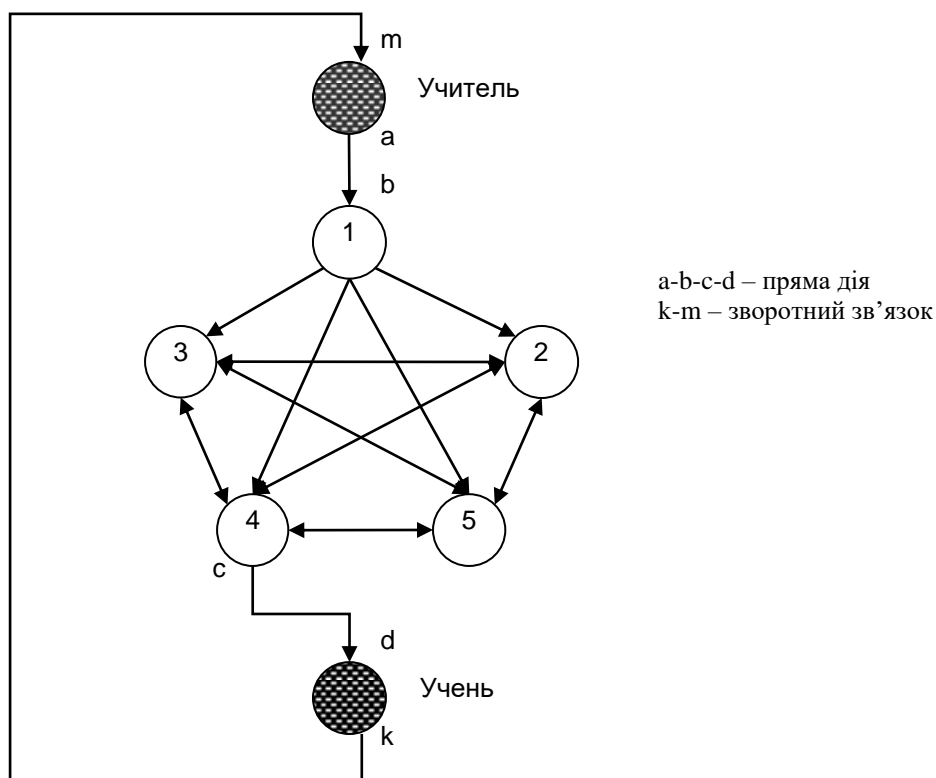 m
Учитель
a
b
1
a-b-c-d – пряма дія
k-m – зворотний зв’язок
3
2
4
5
c
d
Учень
k